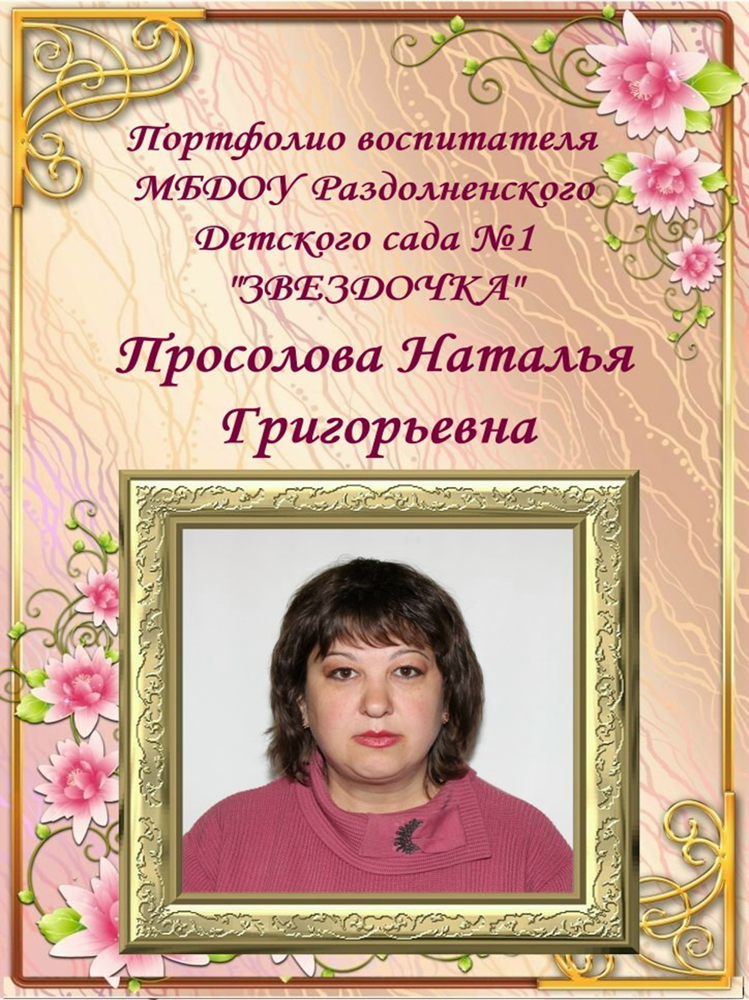 Портфолио воспитателя
МБДОУ Раздолненского
Детского сада №1
"ЗВЕЗДОЧКА"
Просолова Наталья
Григорьевна